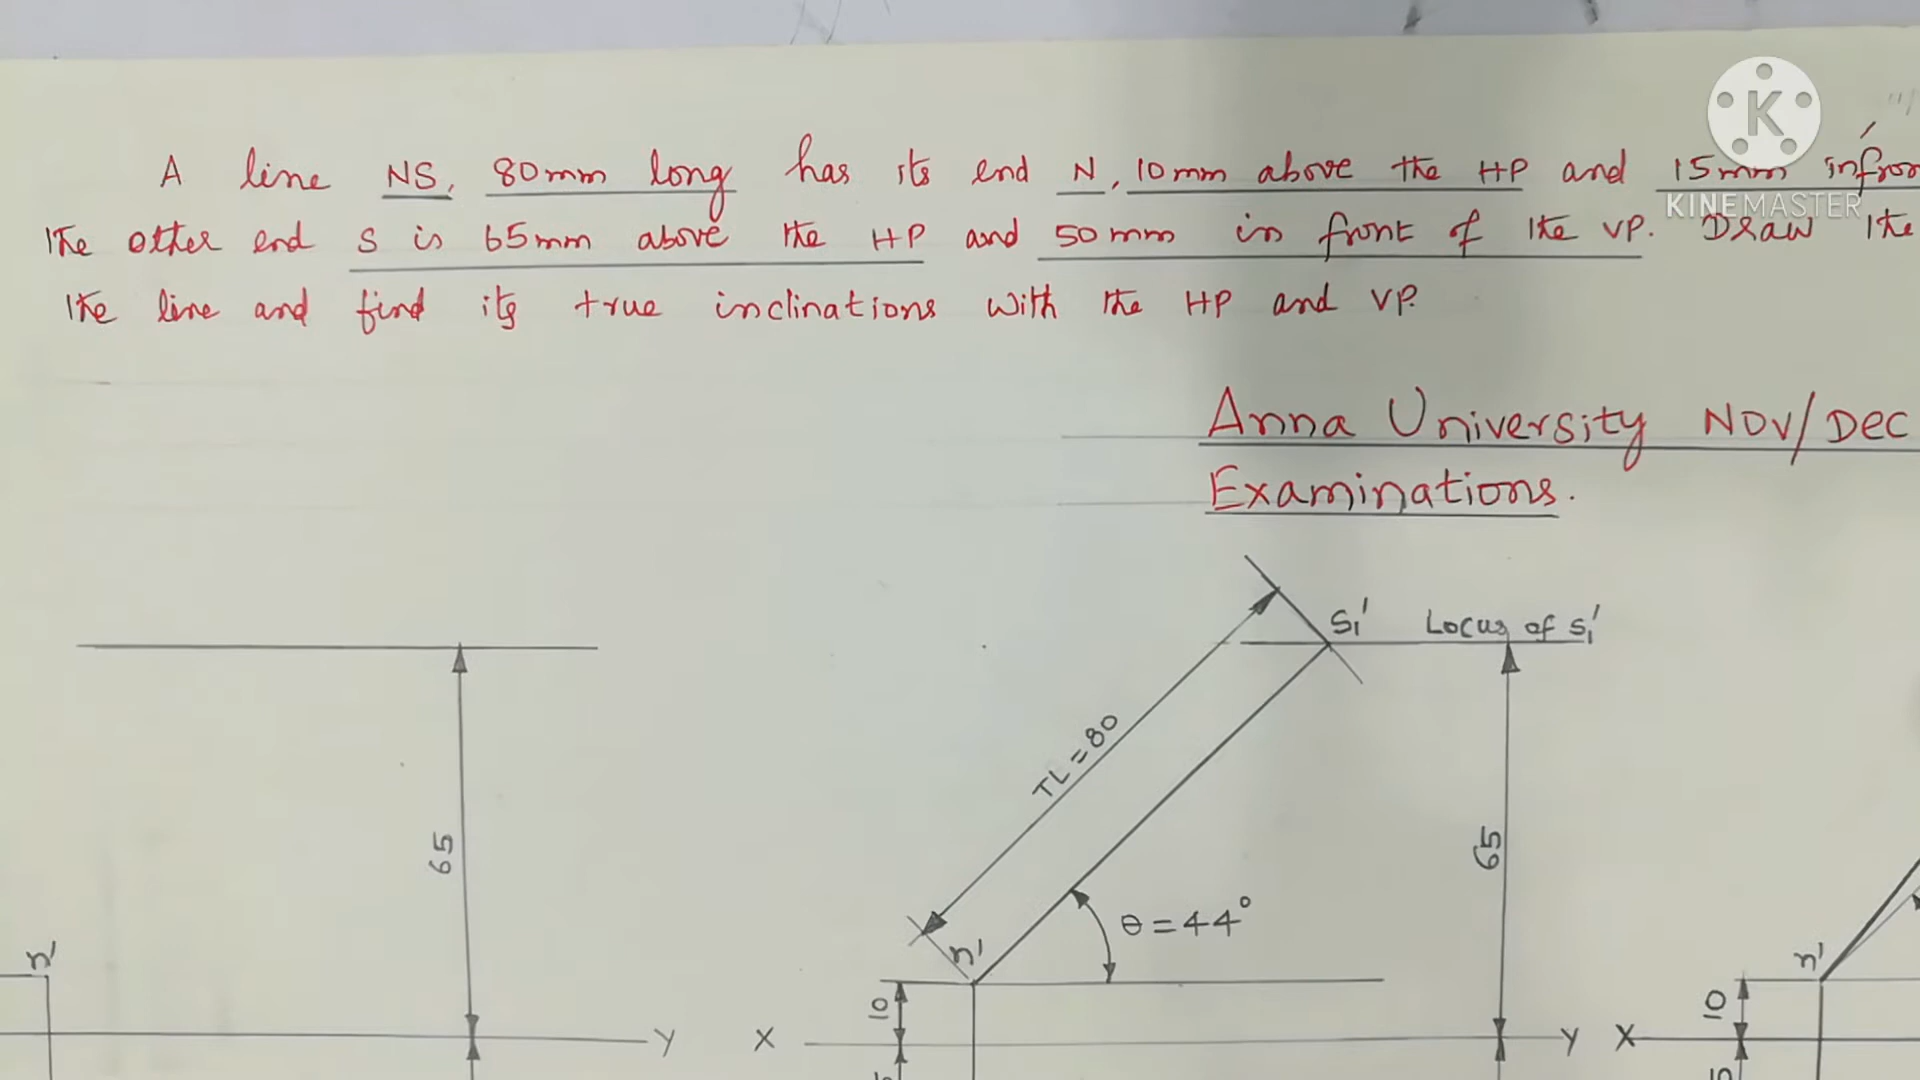 A line NS, 80mm long has its end N, 10mm above the HP and 15mm infron
the other end S is 65mm above the HP and 50mm in front of the VP. Draw the
the line and find its true inclinations with the HP and VP.
K
KINEMASTER
Anna University NOV/DEC
Examinations.
S1' Locus of s1'
TL=80
65
65
θ=44°
n'
n'
n'
10
10
Y
X
Y
X